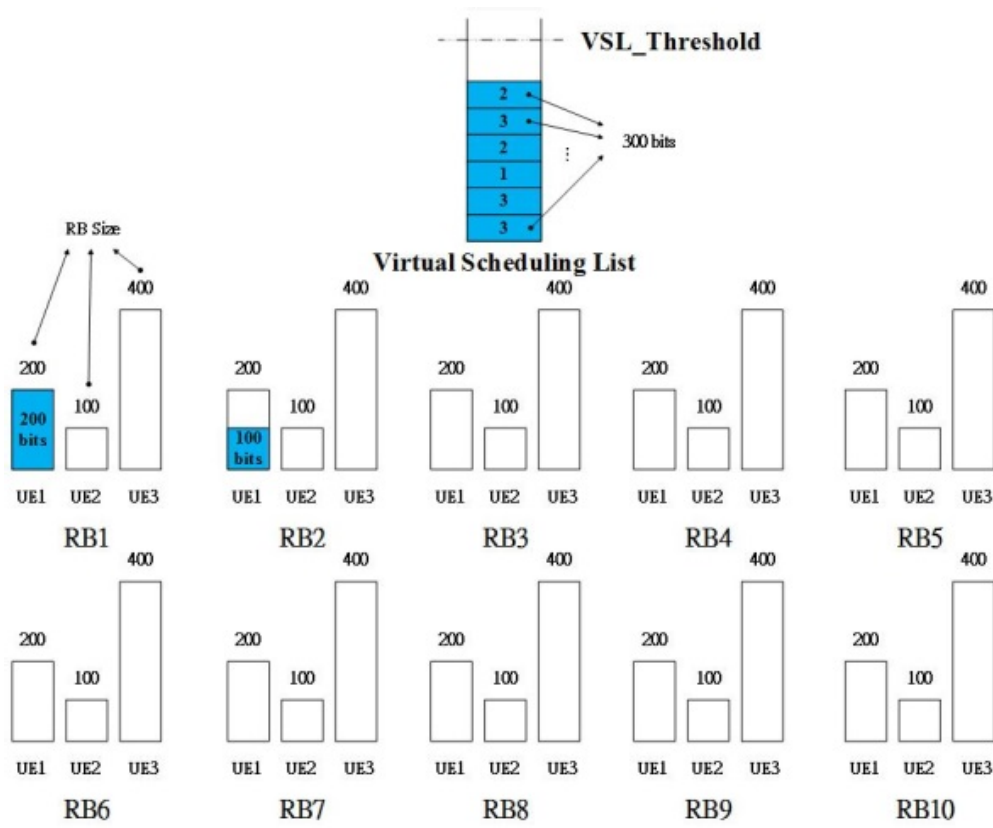 VSL_Threshold
2
3
2
1
3
3
300 bits
Virtual Scheduling List
RB Size
200
100
400
200
bits
UE1 UE2 UE3
RB1
200
100
400
100
bits
UE1 UE2 UE3
RB2
200
100
400
UE1 UE2 UE3
RB3
200
100
400
UE1 UE2 UE3
RB4
200
100
400
UE1 UE2 UE3
RB5
200
100
400
UE1 UE2 UE3
RB6
200
100
400
UE1 UE2 UE3
RB7
200
100
400
UE1 UE2 UE3
RB8
200
100
400
UE1 UE2 UE3
RB9
200
100
400
UE1 UE2 UE3
RB10